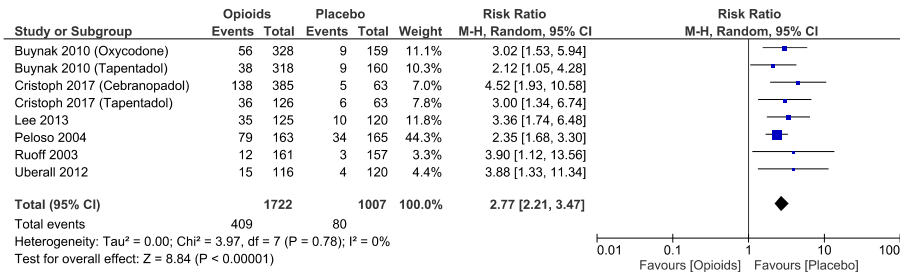 Opioids Placebo Risk Ratio Risk Ratio
Study or Subgroup Events Total Events Total Weight M-H, Random, 95% CI M-H, Random, 95% CI
Buynak 2010 (Oxycodone) 56 328 9 159 11.1% 3.02 [1.53, 5.94]
Buynak 2010 (Tapentadol) 38 318 9 160 10.3% 2.12 [1.05, 4.28]
Cristoph 2017 (Cebranopadol) 138 385 5 63 7.0% 4.52 [1.93, 10.58]
Cristoph 2017 (Tapentadol) 36 126 6 63 7.8% 3.00 [1.34, 6.74]
Lee 2013 35 125 10 120 11.8% 3.36 [1.74, 6.48]
Peloso 2004 79 163 34 165 44.3% 2.35 [1.68, 3.30]
Ruoff 2003 12 161 3 157 3.3% 3.90 [1.12, 13.56]
Uberall 2012 15 116 4 120 4.4% 3.88 [1.33, 11.34]
Total (95% CI) 1722 1007 100.0% 2.77 [2.21, 3.47]
Total events 409 80
Heterogeneity: Tau² = 0.00; Chi² = 3.97, df = 7 (P = 0.78); I² = 0%
Test for overall effect: Z = 8.84 (P < 0.00001)
0.01 0.1 1 10 100
Favours [Opioids] Favours [Placebo]